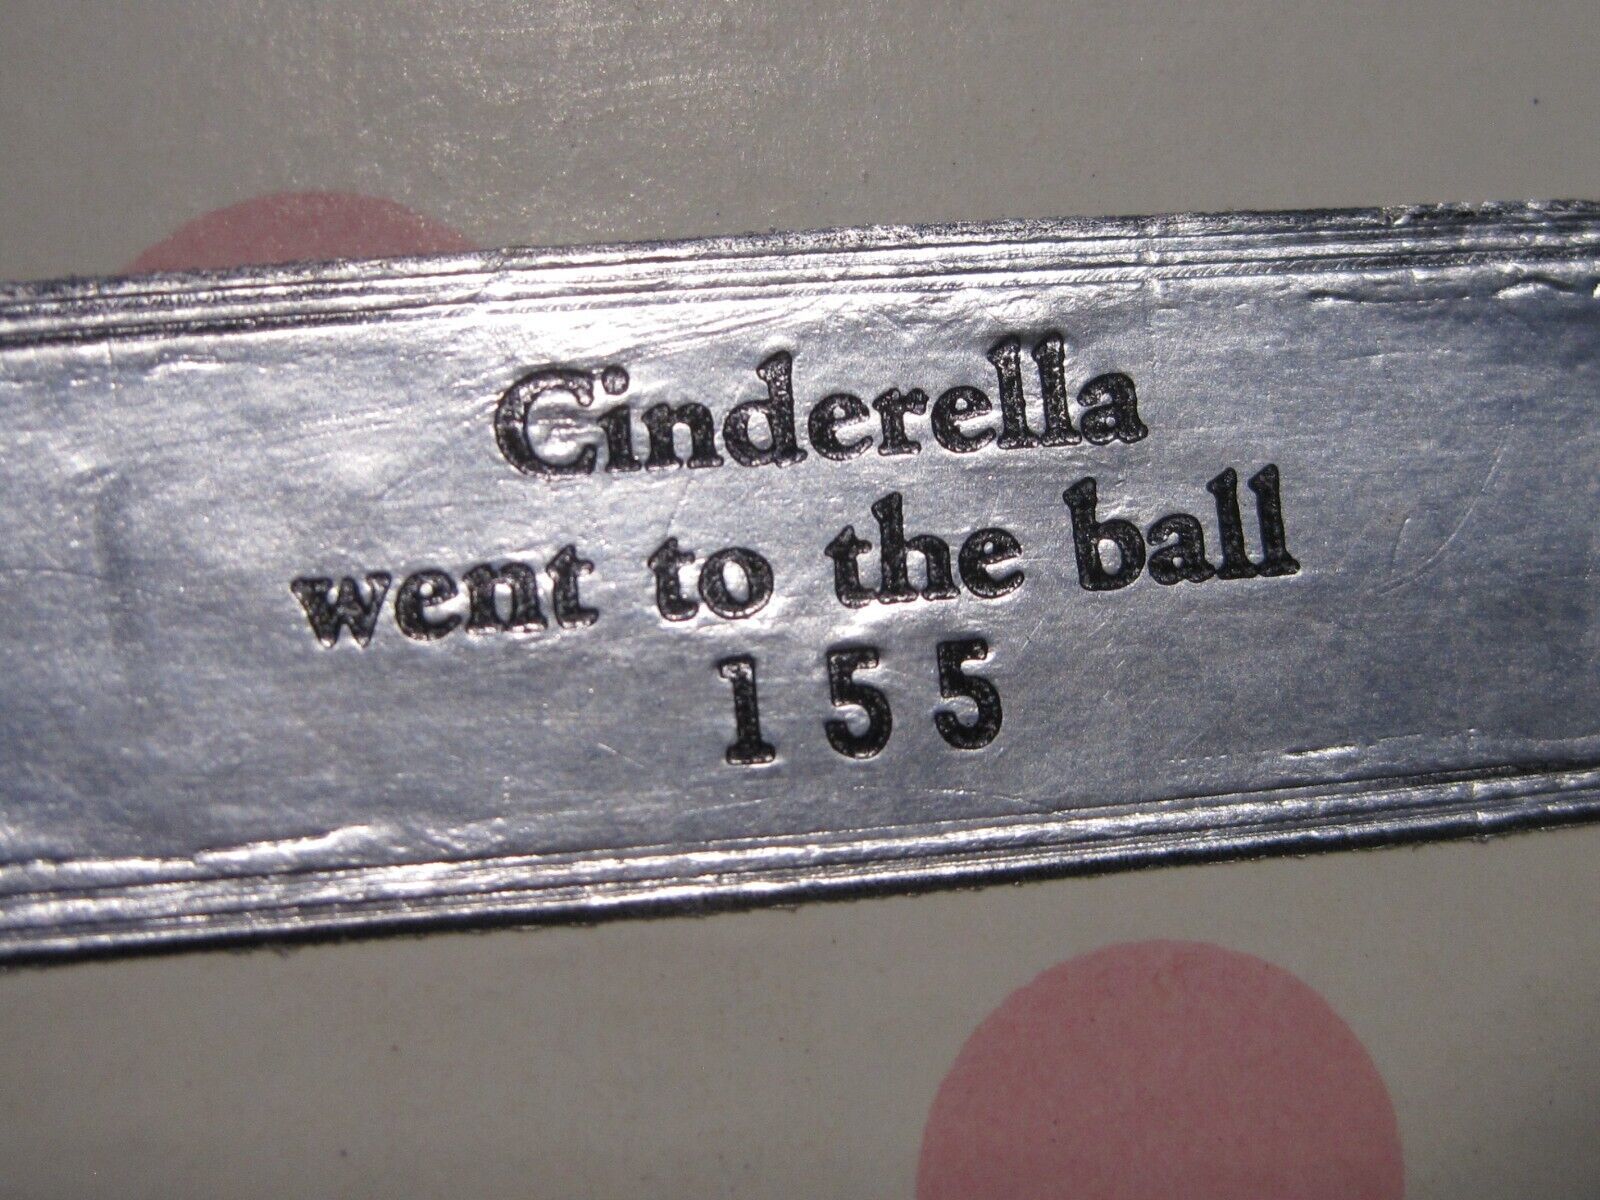 Cinderella
went to the ball
155